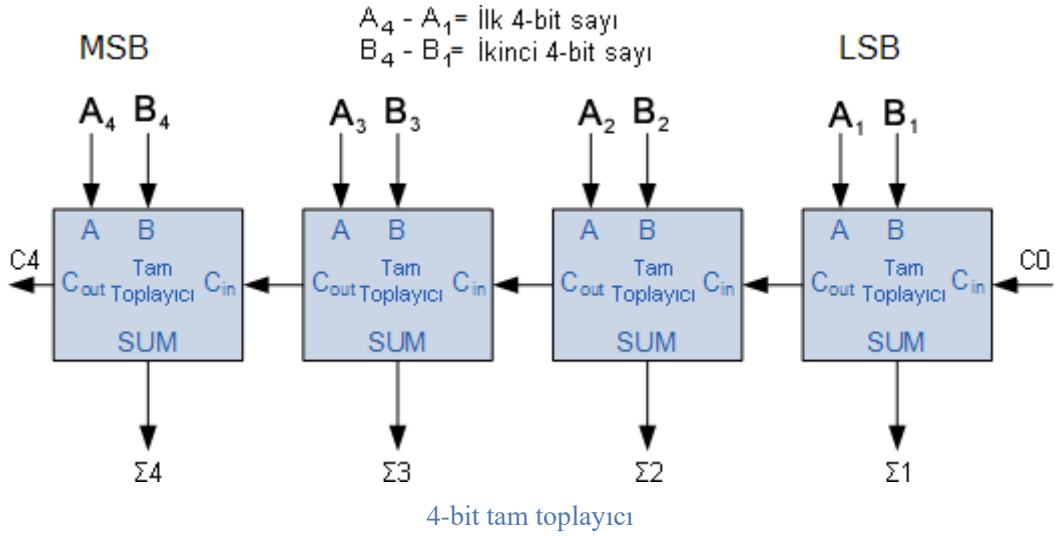 A₄ - A₁= İlk 4-bit sayı
MSB B₄ - B₁= İkinci 4-bit sayı LSB
A₄ B₄ A₃ B₃ A₂ B₂ A₁ B₁
A B A B A B A B
C4 Tam Tam Tam Tam C0
Cout Toplayıcı Cin Cout Toplayıcı Cin Cout Toplayıcı Cin Cout Toplayıcı Cin
SUM SUM SUM SUM
Σ4 Σ3 Σ2 Σ1
4-bit tam toplayıcı